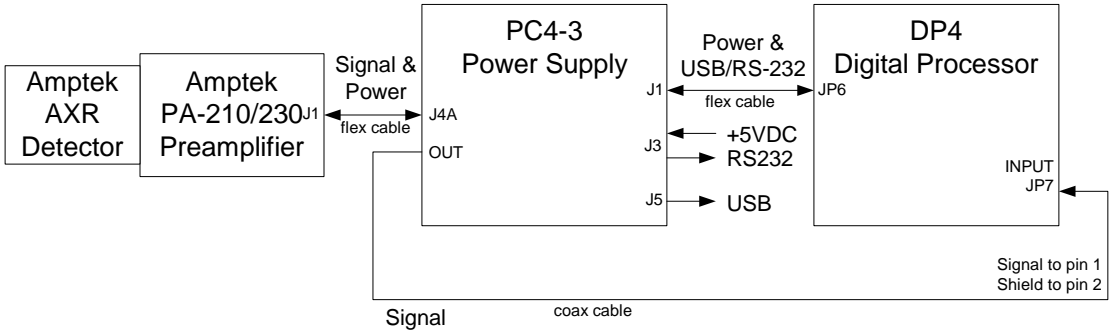 Amptek
AXR
Detector
Amptek
PA-210/230
Preamplifier
J1
Signal &
Power
flex cable
PC4-3
Power Supply
J4A
OUT
J1
J3
J5
Power &
USB/RS-232
flex cable
+5VDC
RS232
USB
DP4
Digital Processor
JP6
INPUT
JP7
Signal to pin 1
Shield to pin 2
Signal
coax cable